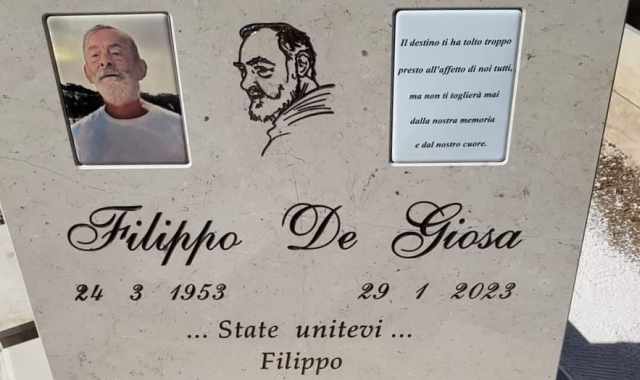 Il destino ti ha tolto troppo
presto all'affetto di noi tutti,
ma non ti toglierà mai
dalla nostra memoria
e dal nostro cuore.
Filippo De Giosa
24 3 1953 29 1 2023
... State unitevi ...
Filippo